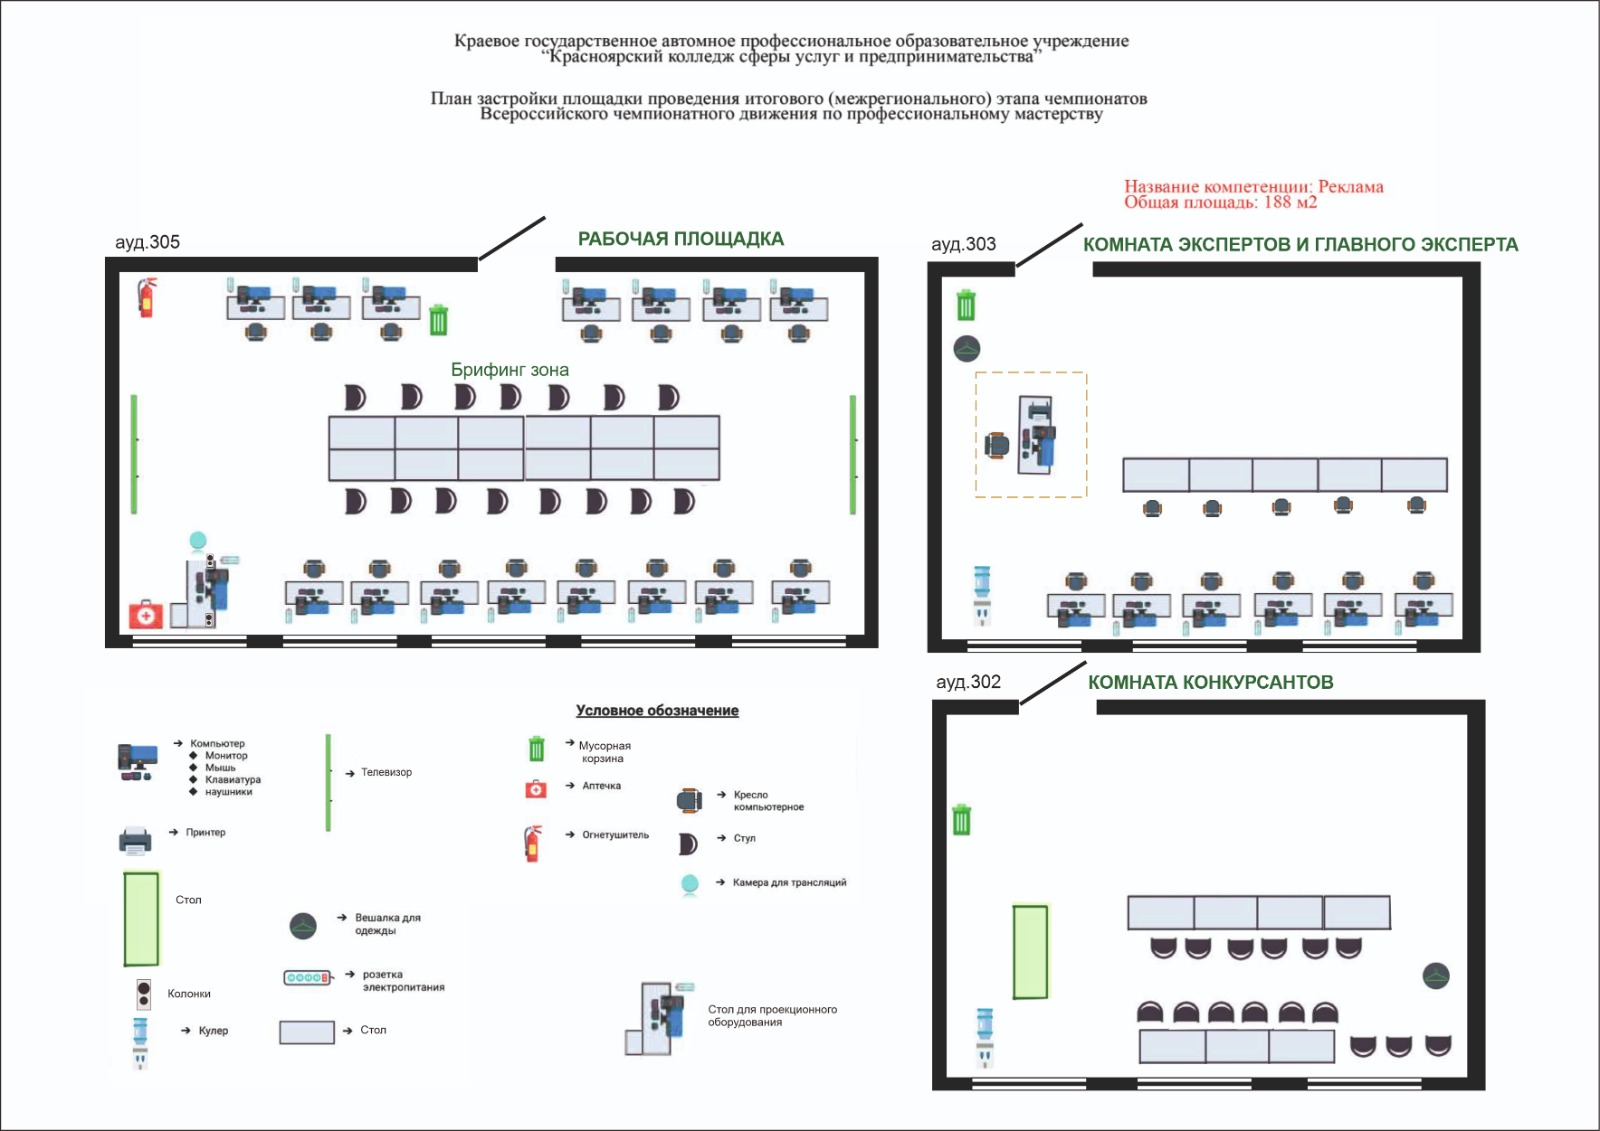 Краевое государственное автомное профессиональное образовательное учреждение
“Красноярский колледж сферы услуг и предпринимательства”
План застройки площадки проведения итогового (межрегионального) этапа чемпионатов
Всероссийского чемпионатного движения по профессиональному мастерству
Название компетенции: Реклама
Общая площадь: 188 м2
ауд.305
РАБОЧАЯ ПЛОЩАДКА
ауд.303
КОМНАТА ЭКСПЕРТОВ И ГЛАВНОГО ЭКСПЕРТА
Брифинг зона
ауд.302
КОМНАТА КОНКУРСАНТОВ
Условное обозначение
Компьютер
Монитор
Мышь
Клавиатура
наушники
Телевизор
Мусорная
корзина
Аптечка
Кресло
компьютерное
Принтер
Огнетушитель
Стул
Камера для трансляций
Стол
Вешалка для
одежды
розетка
электропитания
Колонки
Кулер
Стол
Стол для проекционного
оборудования